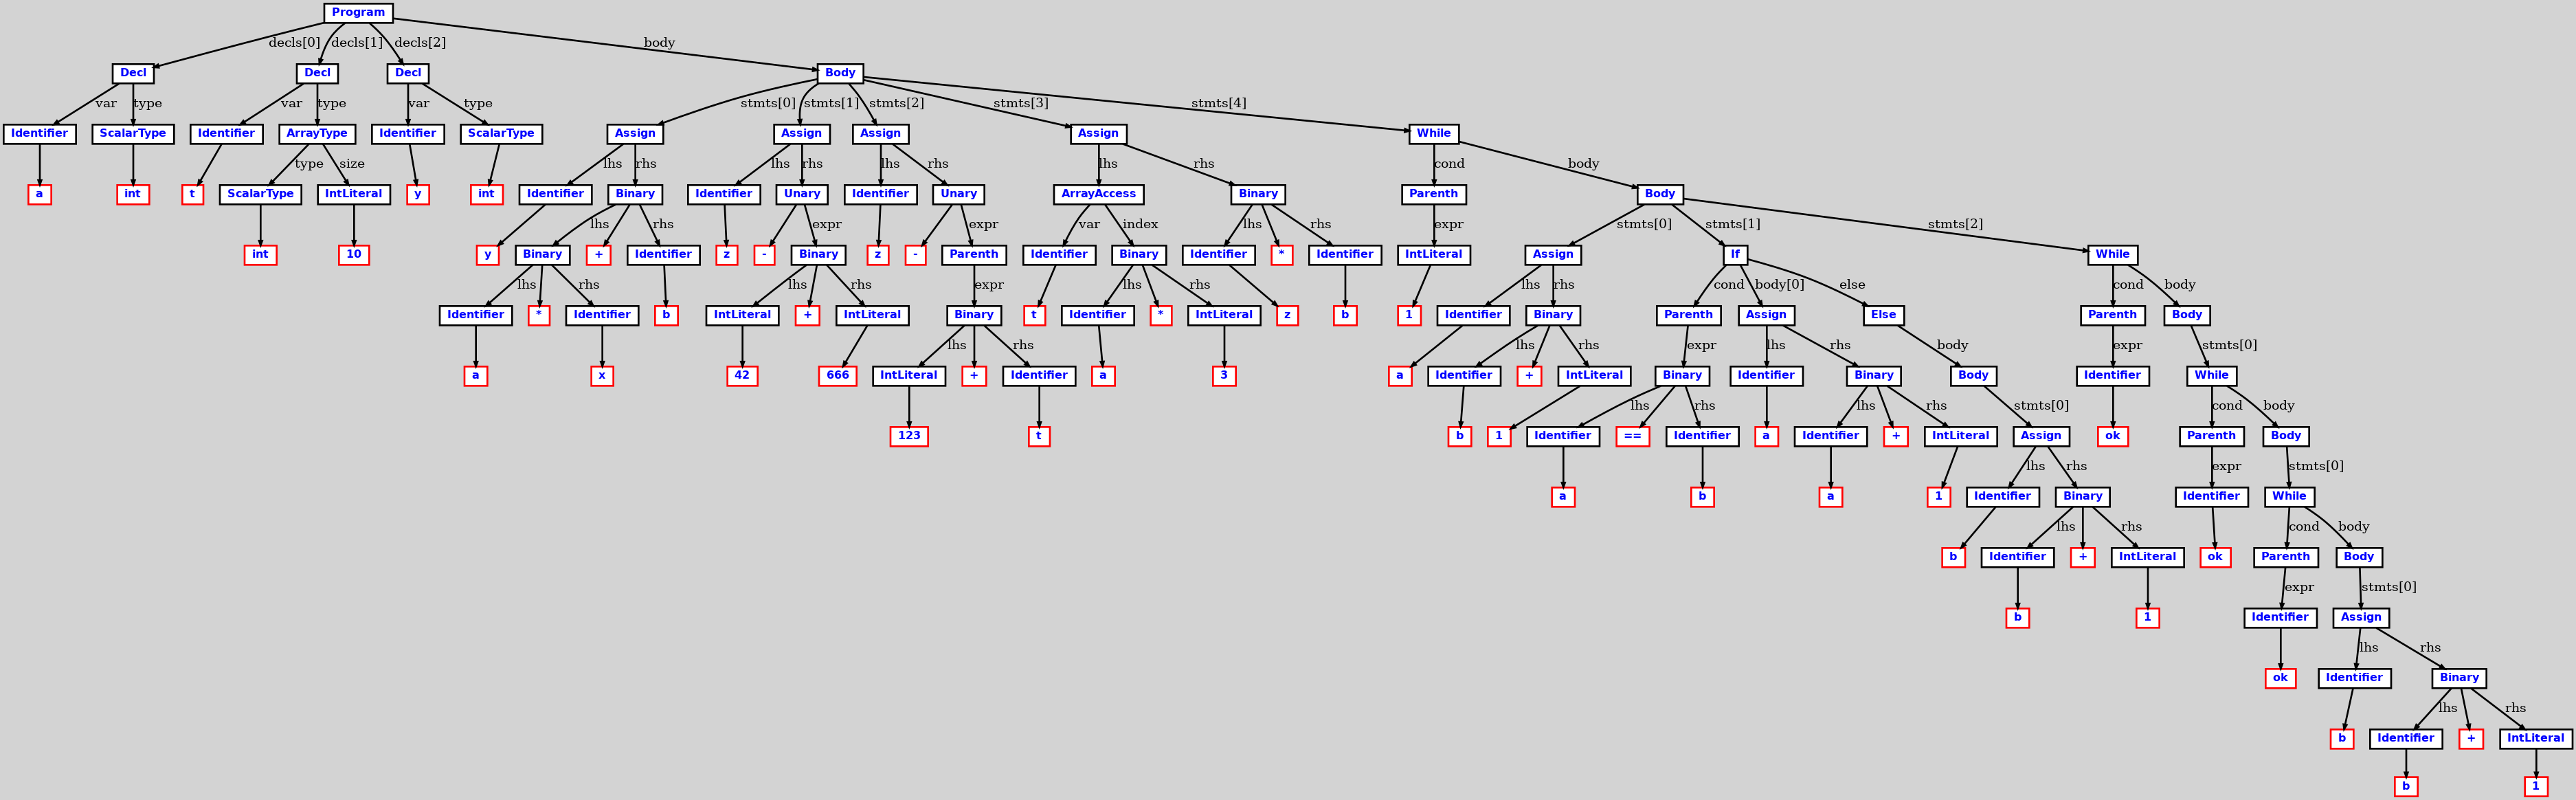 Program
decls[0] decls[1] decls[2] body
Decl Decl Decl Body
var type var type var type stmts[0] stmts[1] stmts[2] stmts[3] stmts[4]
Identifier ScalarType Identifier ArrayType Identifier ScalarType Assign Assign Assign Assign While
type size lhs rhs lhs rhs lhs rhs lhs rhs cond body
a int t ScalarType IntLiteral y int Identifier Binary Identifier Unary Identifier Unary ArrayAccess Binary Parenth Body
lhs rhs expr expr var index lhs rhs expr stmts[0] stmts[1] stmts[2]
int 10 y Binary + Identifier z - Binary z - Parenth Identifier Binary Identifier * Identifier IntLiteral Assign If While
lhs rhs lhs rhs expr lhs rhs lhs rhs cond body[0] else cond body
Identifier * Identifier b IntLiteral + IntLiteral Binary t Identifier * IntLiteral z b 1 Identifier Binary Parenth Assign Else Parenth Body
lhs rhs lhs rhs expr lhs rhs body expr stmts[0]
a x 42 666 IntLiteral + Identifier a 3 a Identifier + IntLiteral Binary Identifier Binary Body Identifier While
lhs rhs lhs rhs stmts[0] cond body
123 t b 1 Identifier == Identifier a Identifier + IntLiteral Assign ok Parenth Body
lhs rhs expr stmts[0]
a b a 1 Identifier Binary Identifier While
lhs rhs cond body
b Identifier + IntLiteral ok Parenth Body
expr stmts[0]
b 1 Identifier Assign
lhs rhs
ok Identifier Binary
lhs rhs
b Identifier + IntLiteral
b 1